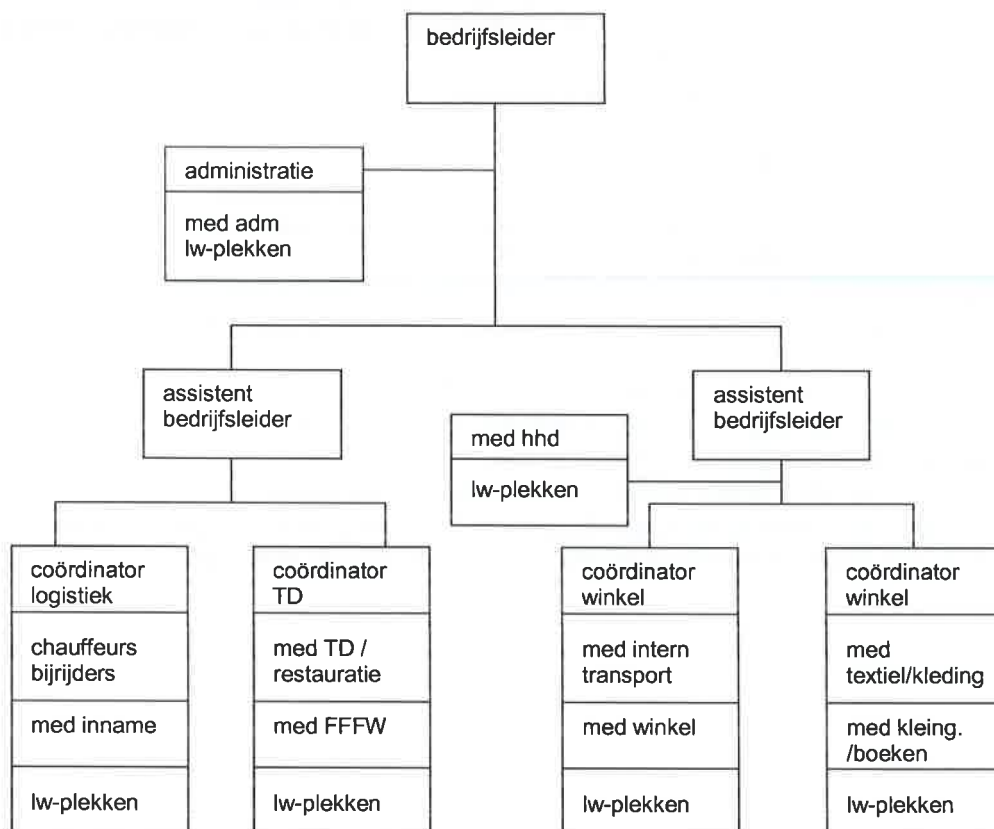 bedrijfsleider
administratie
med adm
lw-plekken
assistent
bedrijfsleider
assistent
bedrijfsleider
med hhd
lw-plekken
coördinator
logistiek
chauffeurs
bijrijders
med inname
lw-plekken
coördinator
TD
med TD /
restauratie
med FFFW
lw-plekken
coördinator
winkel
med intern
transport
med winkel
lw-plekken
coördinator
winkel
med
textiel/kleding
med kleing.
/boeken
lw-plekken